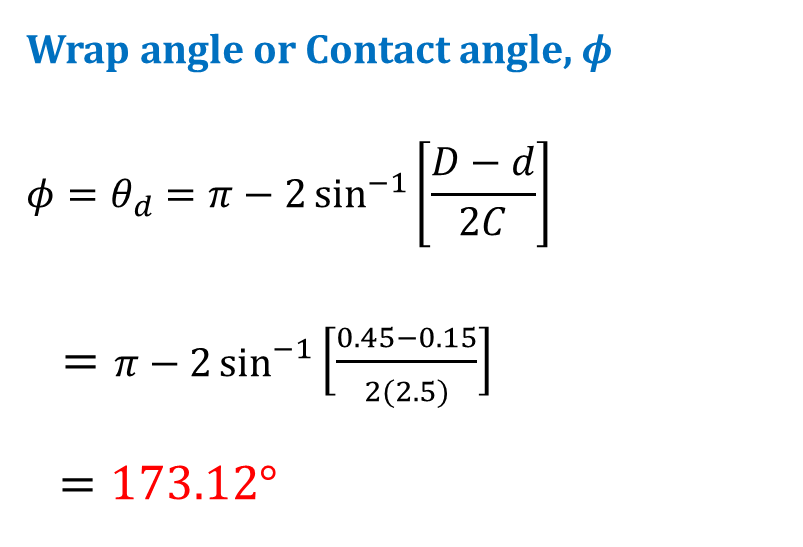 Wrap angle or Contact angle, ϕ
ϕ = θ_d = π − 2 sin⁻¹ [(D − d)/(2C)]
= π − 2 sin⁻¹ [(0.45−0.15)/(2(2.5))]
= 173.12°